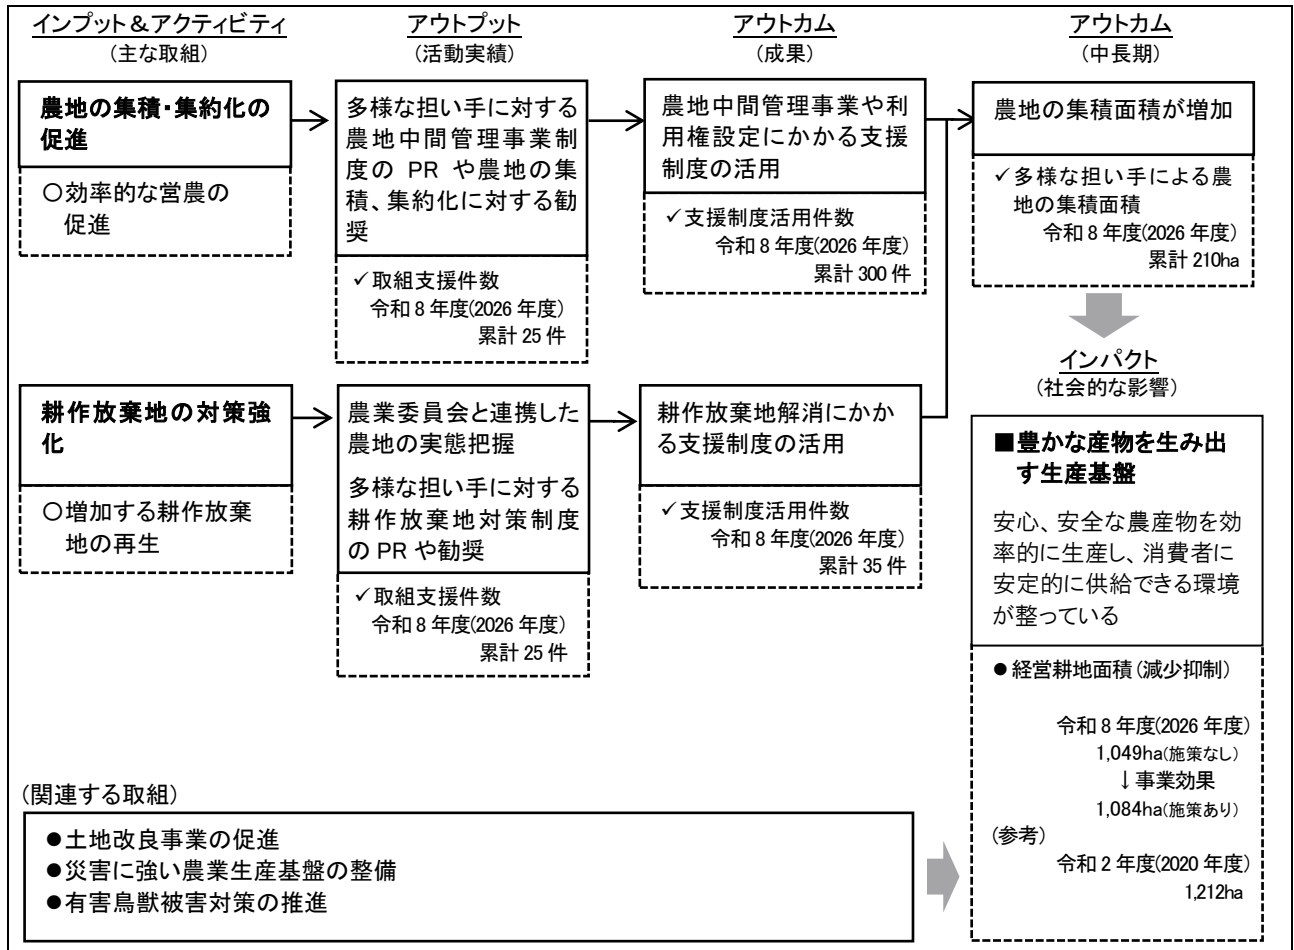 インプット＆アクティビティ
(主な取組)
アウトプット
(活動実績)
アウトカム
(成果)
アウトカム
(中長期)
農地の集積・集約化の
促進
〇効率的な営農の
促進
多様な担い手に対する
農地中間管理事業制
度の PR や農地の集
積、集約化に対する勧
奨
✓取組支援件数
令和 8 年度(2026 年度)
累計 25 件
農地中間管理事業や利
用権設定にかかる支援
制度の活用
✓支援制度活用件数
令和 8 年度(2026 年度)
累計 300 件
農地の集積面積が増加
✓多様な担い手による農
地の集積面積
令和 8 年度(2026 年度)
累計 210ha
耕作放棄地の対策強
化
〇増加する耕作放棄
地の再生
農業委員会と連携した
農地の実態把握
多様な担い手に対する
耕作放棄地対策制度
の PR や勧奨
✓取組支援件数
令和 8 年度(2026 年度)
累計 25 件
耕作放棄地解消にかか
る支援制度の活用
✓支援制度活用件数
令和 8 年度(2026 年度)
累計 35 件
インパクト
(社会的な影響)
■豊かな産物を生み出
す生産基盤
安心、安全な農産物を効
率的に生産し、消費者に
安定的に供給できる環境
が整っている
●経営耕地面積(減少抑制)
令和 8 年度(2026 年度)
1,049ha(施策なし)
↓事業効果
1,084ha(施策あり)
(参考)
令和 2 年度(2020 年度)
1,212ha
(関連する取組)
●土地改良事業の促進
●災害に強い農業生産基盤の整備
●有害鳥獣被害対策の推進